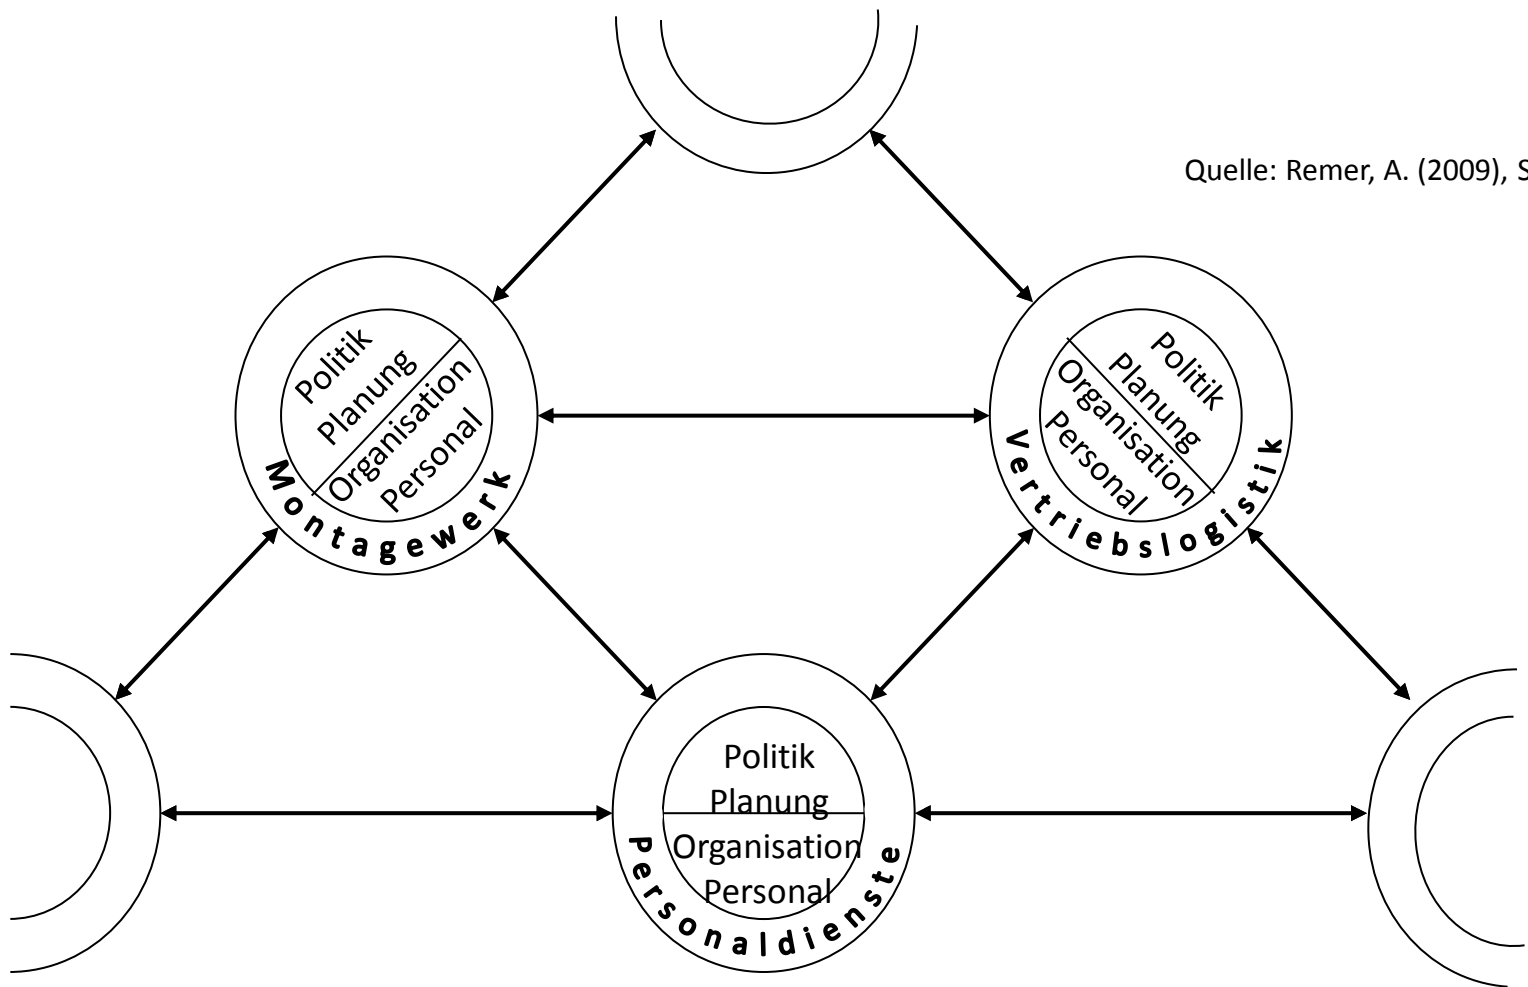 Quelle: Remer, A. (2009), S
Politik
Planung
Organisation
Personal
Montagewerk
Politik
Planung
Organisation
Personal
Vertriebslogistik
Politik
Planung
Organisation
Personal
Personaldienste